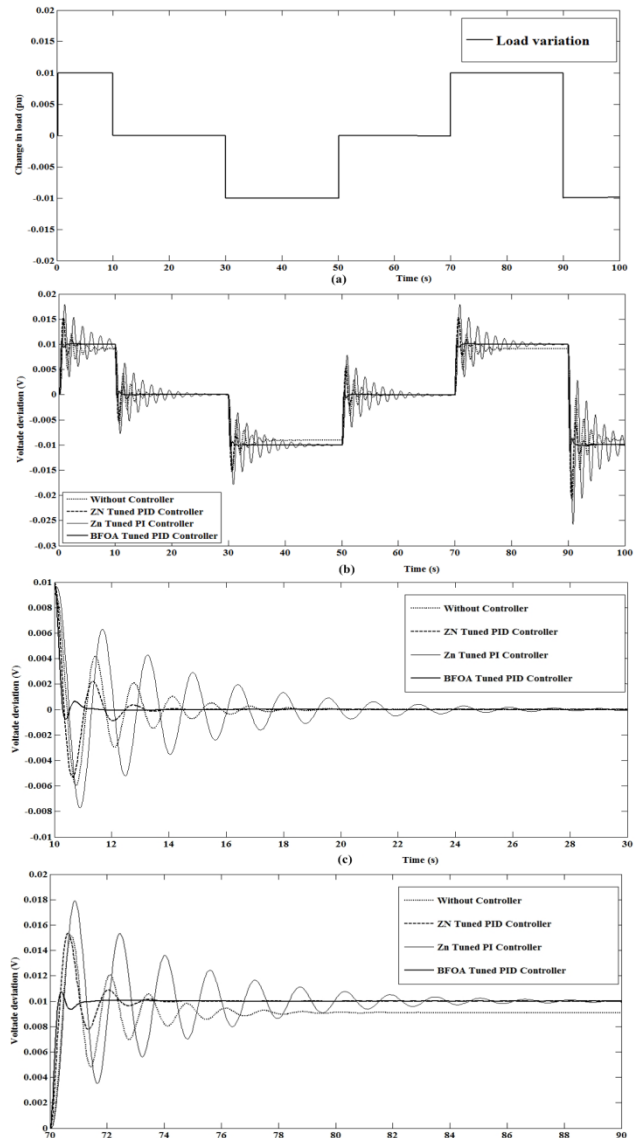 0.02
0.015
Load variation
0.01
0.005
0
-0.005
-0.01
-0.015
-0.02
Change in load (pu)
0 10 20 30 40 50 60 70 80 90 100
(a) Time (s)
0.02
0.015
0.01
0.005
0
-0.005
-0.01
-0.015
-0.02
-0.025
-0.03
Voltade deviation (V)
Without Controller
ZN Tuned PID Controller
Zn Tuned PI Controller
BFOA Tuned PID Controller
0 10 20 30 40 50 60 70 80 90 100
(b) Time (s)
0.01
0.008
0.006
0.004
0.002
0
-0.002
-0.004
-0.006
-0.008
-0.01
Voltade deviation (V)
Without Controller
ZN Tuned PID Controller
Zn Tuned PI Controller
BFOA Tuned PID Controller
10 12 14 16 18 20 22 24 26 28 30
(c) Time (s)
0.02
0.018
0.016
0.014
0.012
0.01
0.008
0.006
0.004
0.002
0
Voltade deviation (V)
Without Controller
ZN Tuned PID Controller
Zn Tuned PI Controller
BFOA Tuned PID Controller
70 72 74 76 78 80 82 84 86 88 90